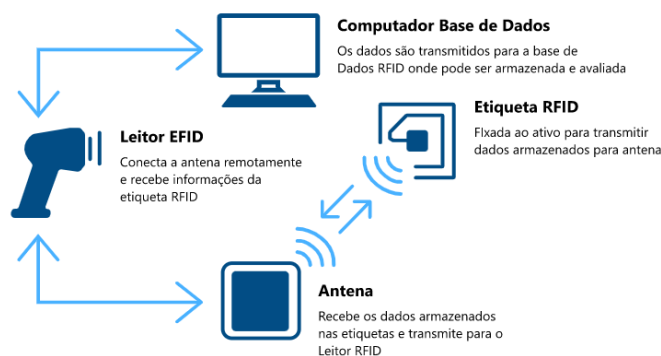 Computador Base de Dados
Os dados são transmitidos para a base de
Dados RFID onde pode ser armazenada e avaliada
Etiqueta RFID
FIxada ao ativo para transmitir
dados armazenados para antena
Leitor EFID
Conecta a antena remotamente
e recebe informações da
etiqueta RFID
Antena
Recebe os dados armazenados
nas etiquetas e transmite para o
Leitor RFID